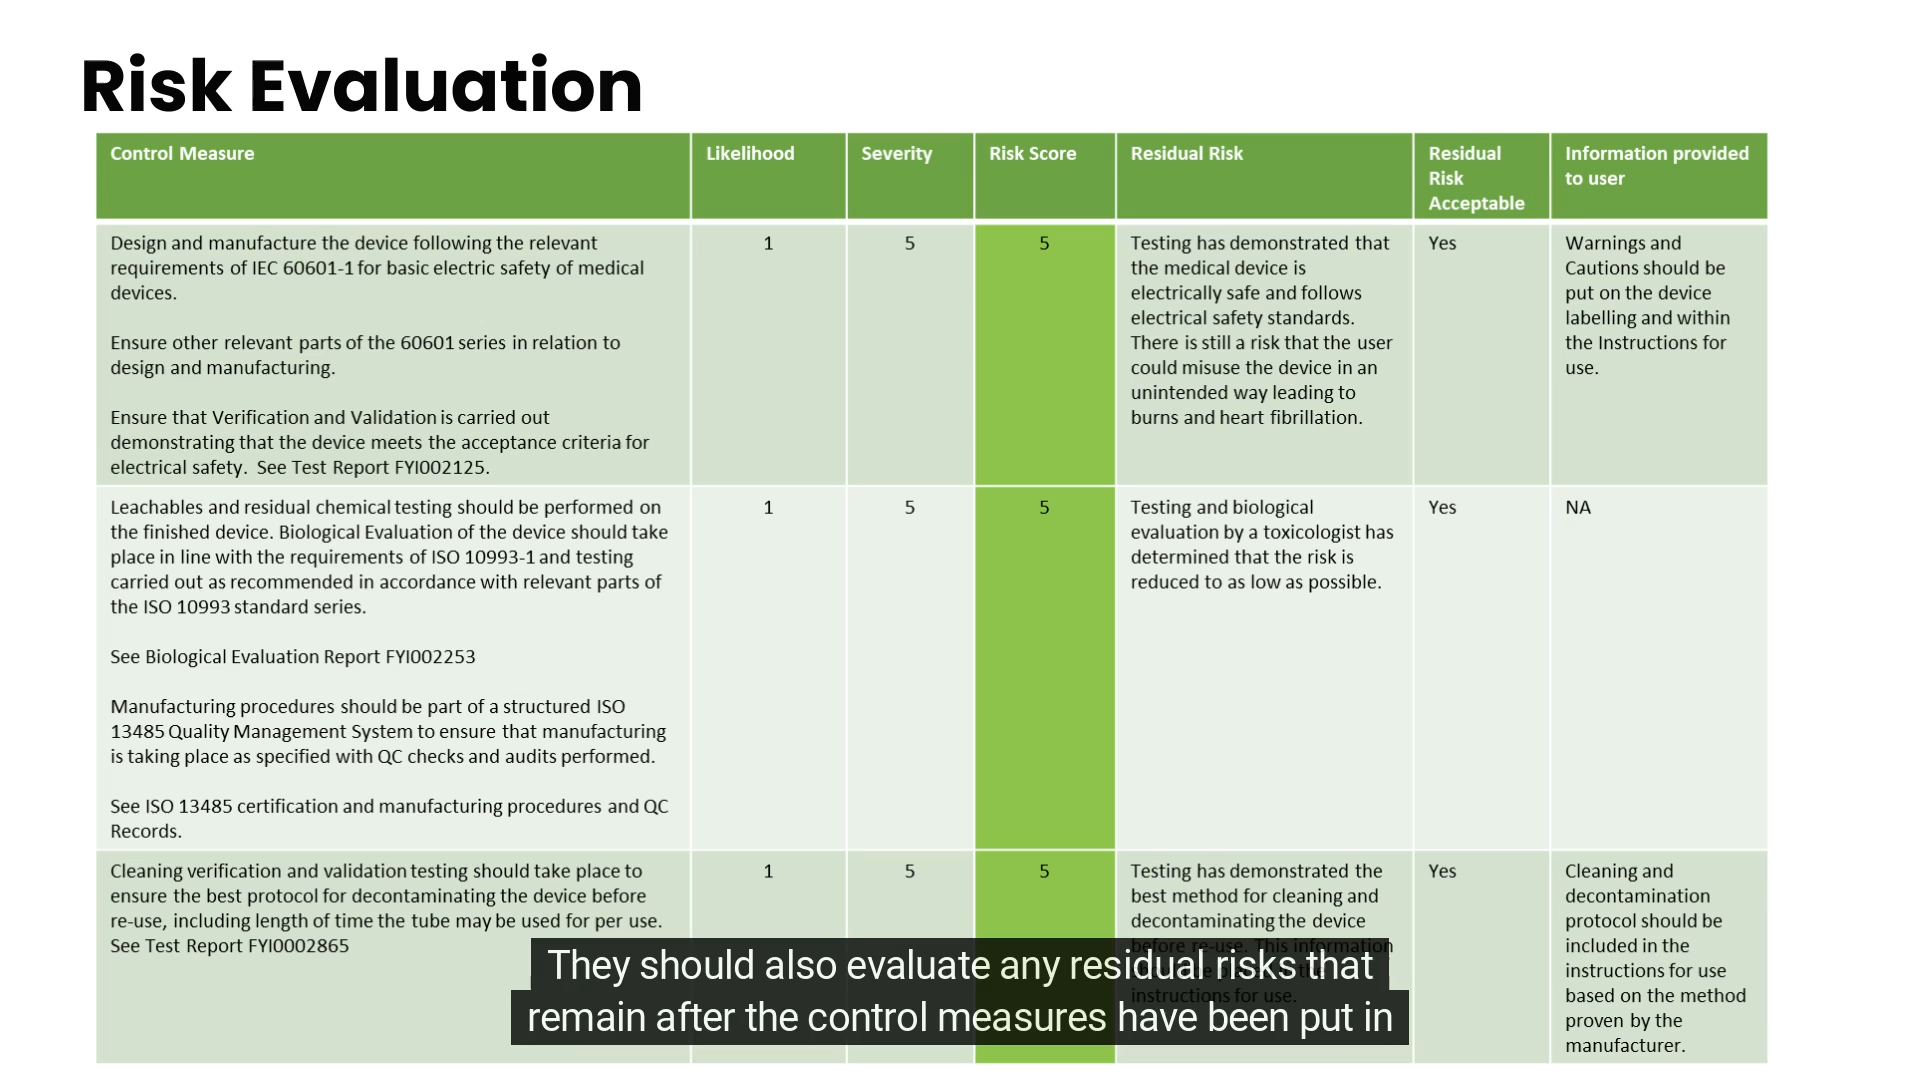 Risk Evaluation
Control Measure
Likelihood
Severity
Risk Score
Residual Risk
Residual
Risk
Acceptable
Information provided
to user
Design and manufacture the device following the relevant
requirements of IEC 60601-1 for basic electric safety of medical
devices.
Ensure other relevant parts of the 60601 series in relation to
design and manufacturing.
Ensure that Verification and Validation is carried out
demonstrating that the device meets the acceptance criteria for
electrical safety.  See Test Report FYI002125.
1
5
5
Testing has demonstrated that
the medical device is
electrically safe and follows
electrical safety standards.
There is still a risk that the user
could misuse the device in an
unintended way leading to
burns and heart fibrillation.
Yes
Warnings and
Cautions should be
put on the device
labelling and within
the Instructions for
use.
Leachables and residual chemical testing should be performed on
the finished device. Biological Evaluation of the device should take
place in line with the requirements of ISO 10993-1 and testing
carried out as recommended in accordance with relevant parts of
the ISO 10993 standard series.
See Biological Evaluation Report FYI002253
Manufacturing procedures should be part of a structured ISO
13485 Quality Management System to ensure that manufacturing
is taking place as specified with QC checks and audits performed.
See ISO 13485 certification and manufacturing procedures and QC
Records.
1
5
5
Testing and biological
evaluation by a toxicologist has
determined that the risk is
reduced to as low as possible.
Yes
NA
Cleaning verification and validation testing should take place to
ensure the best protocol for decontaminating the device before
re-use, including length of time the tube may be used for per use.
See Test Report FYI0002865
1
5
5
Testing has demonstrated the
best method for cleaning and
decontaminating the device
before re-use. This information
instructions for use.
Yes
Cleaning and
decontamination
protocol should be
included in the
instructions for use
based on the method
proven by the
manufacturer.
They should also evaluate any residual risks that
remain after the control measures have been put in